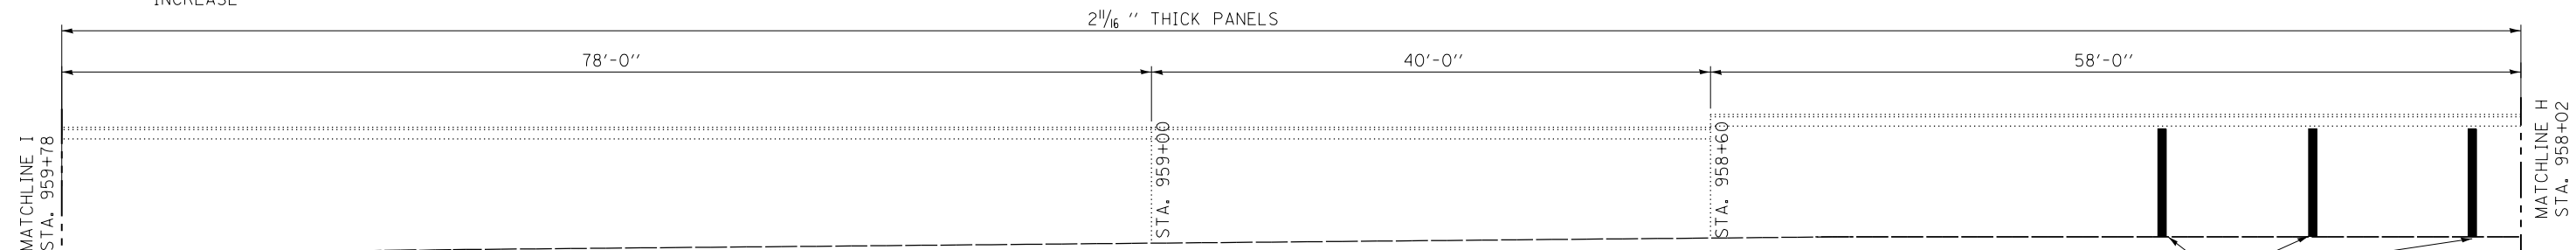 INCREASE
2 11/16 " THICK PANELS
78'-0"
40'-0"
58'-0"
MATCHLINE I
STA. 959+78
STA. 959+00
STA. 958+60
MATCHLINE H
STA. 958+02